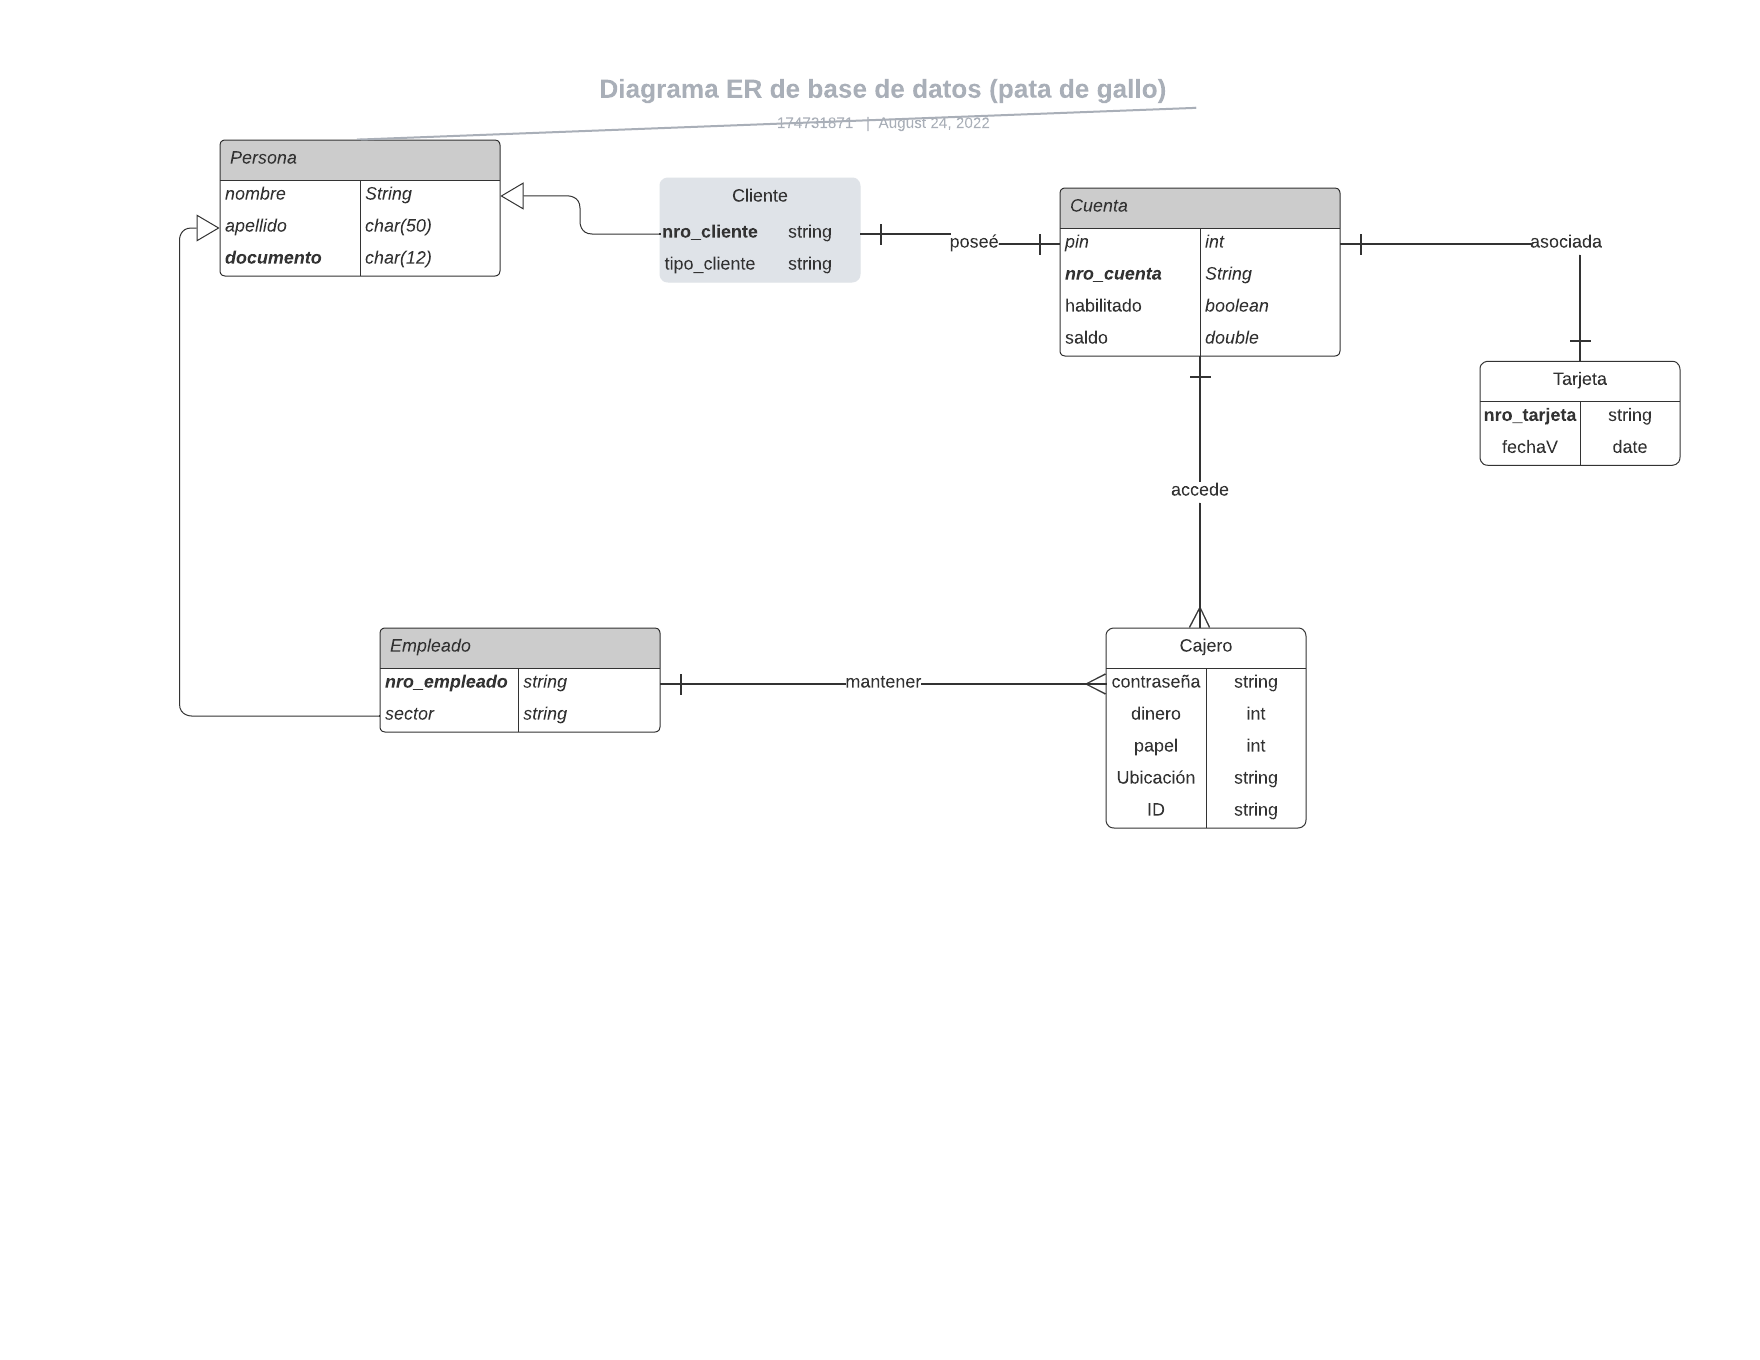 Diagrama ER de base de datos (pata de gallo)
174731871 | August 24, 2022
Persona
nombre String
apellido char(50)
documento char(12)
Cliente
nro_cliente string
tipo_cliente string
poseé
Cuenta
pin int
nro_cuenta String
habilitado boolean
saldo double
asociada
Tarjeta
nro_tarjeta string
fechaV date
accede
Empleado
nro_empleado string
sector string
mantener
Cajero
contraseña string
dinero int
papel int
Ubicación string
ID string